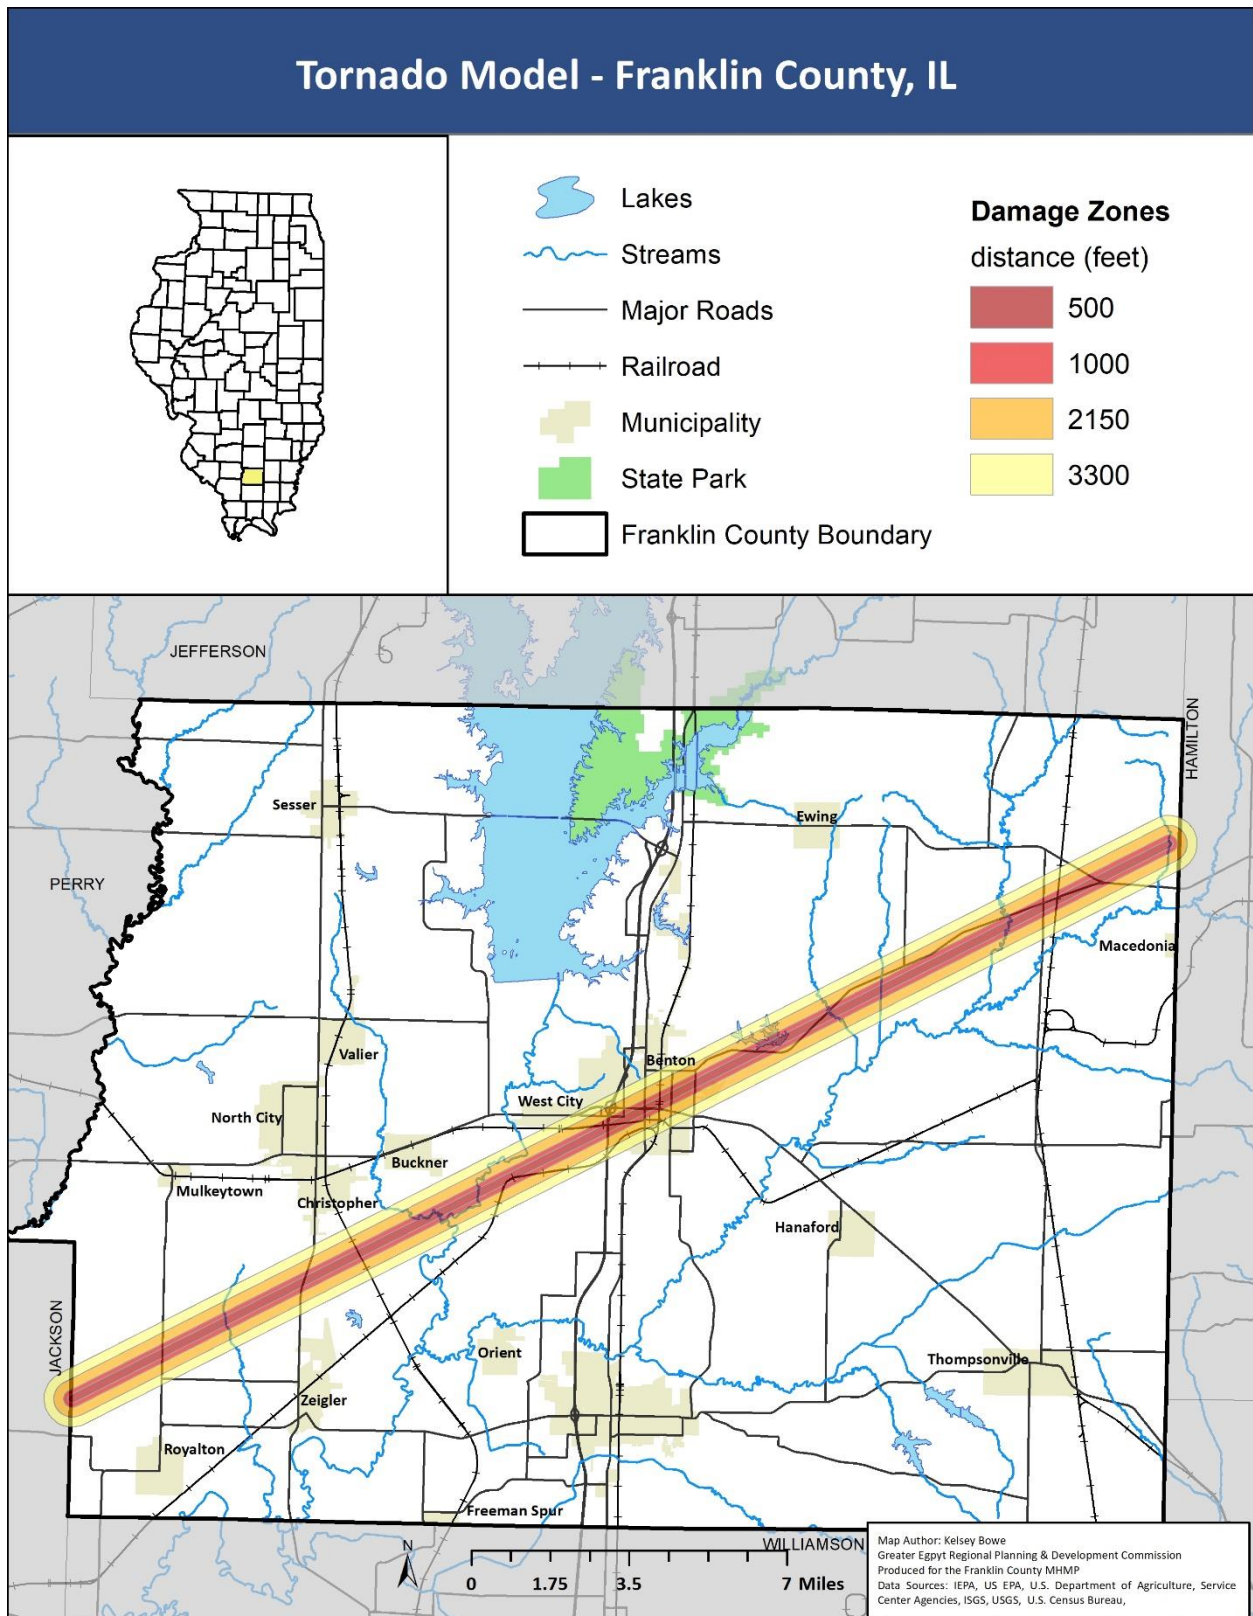 Tornado Model - Franklin County, IL
Lakes
Streams
Major Roads
Railroad
Municipality
State Park
Franklin County Boundary
Damage Zones
distance (feet)
500
1000
2150
3300
JEFFERSON
HAMILTON
Sesser
Ewing
PERRY
Macedonia
Valier
Benton
West City
North City
Buckner
Mulkeytown
Christopher
Hanaford
JACKSON
Orient
Thompsonville
Zeigler
Royalton
Freeman Spur
WILLIAMSON
N
0 1.75 3.5 7 Miles
Map Author: Kelsey Bowe
Greater Egpyt Regional Planning & Development Commission
Produced for the Franklin County MHMP
Data Sources: IEPA, US EPA, U.S. Department of Agriculture, Service
Center Agencies, ISGS, USGS, U.S. Census Bureau,